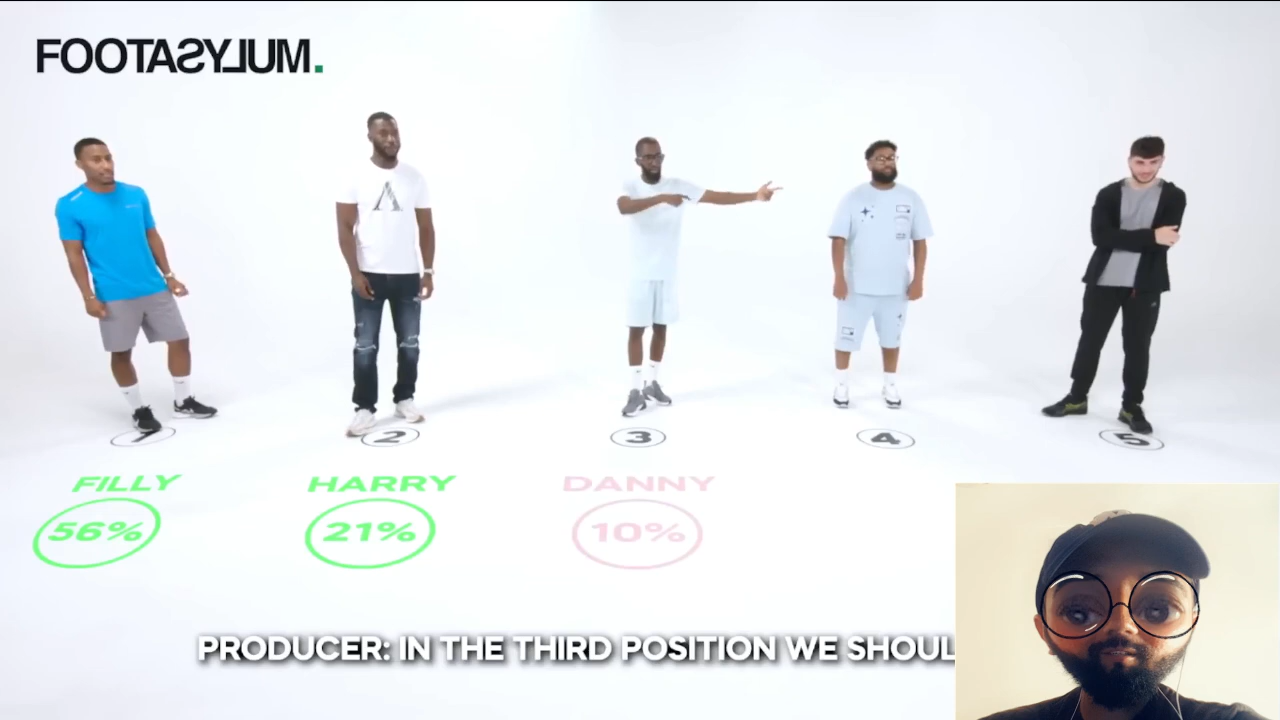 FOOTASYLUM.
1 2 3 4 5
FILLY HARRY DANNY
56% 21% 10%
PRODUCER: IN THE THIRD POSITION WE SHOUL